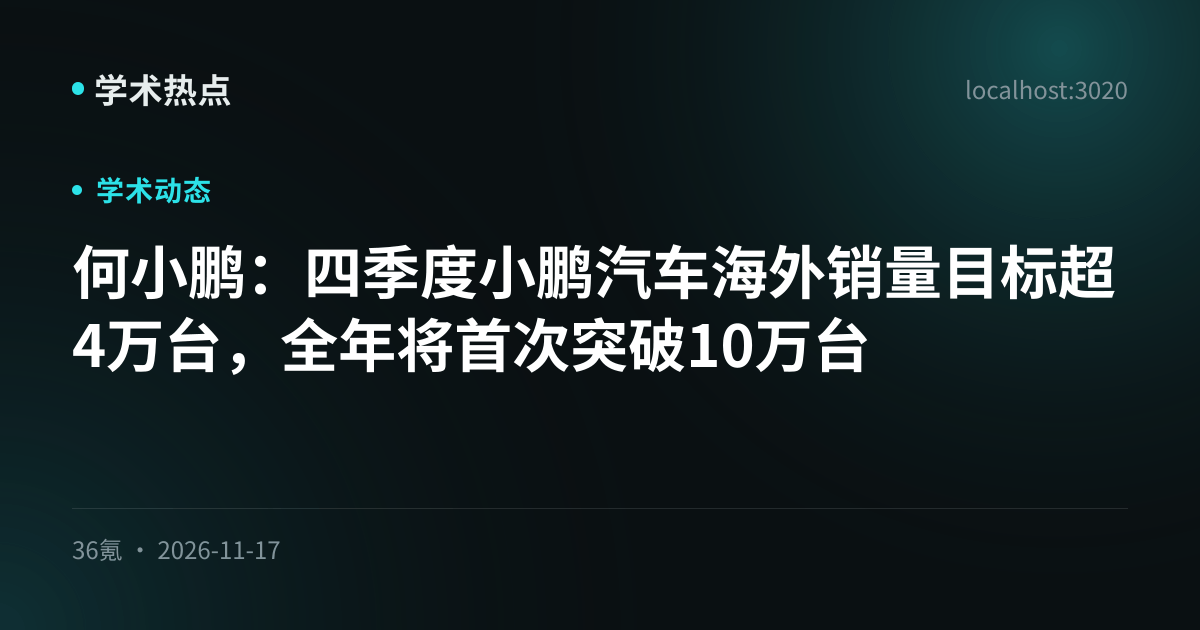 学术热点
localhost:3020
学术动态
何小鹏：四季度小鹏汽车海外销量目标超
4万台，全年将首次突破10万台
36氪 · 2026-11-17